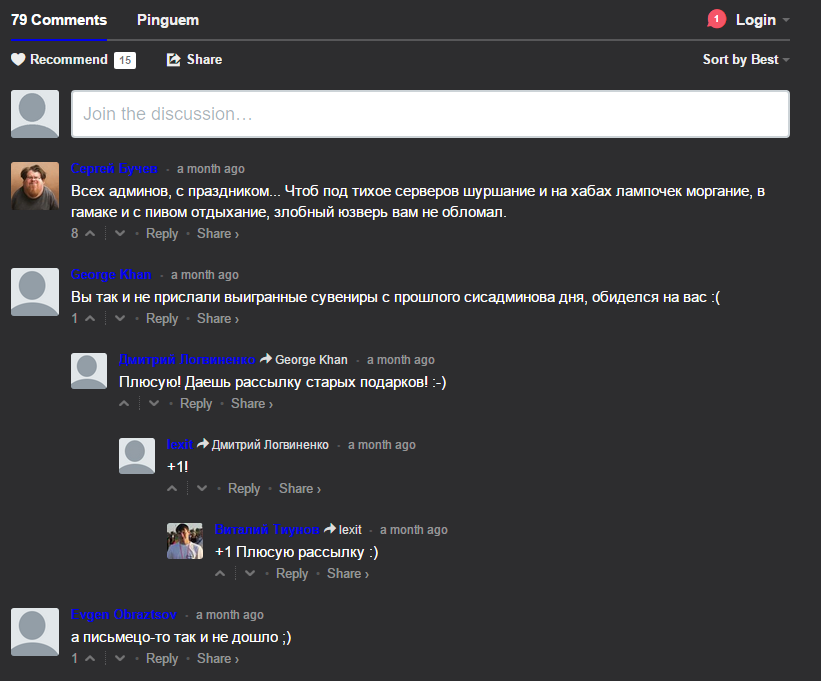 79 Comments Pinguem 1 Login
Recommend 15 Share Sort by Best
Join the discussion…
Сергей Бучев · a month ago
Всех админов, с праздником... Чтоб под тихое серверов шуршание и на хабах лампочек моргание, в
гамаке и с пивом отдыхание, злобный юзверь вам не обломал.
8 · Reply · Share ›
George Khan · a month ago
Вы так и не прислали выигранные сувениры с прошлого сисадминова дня, обиделся на вас :(
1 · Reply · Share ›
Дмитрий Логвиненко George Khan · a month ago
Плюсую! Даешь рассылку старых подарков! :-)
· Reply · Share ›
lexit Дмитрий Логвиненко · a month ago
+1!
· Reply · Share ›
Виталий Тиунов lexit · a month ago
+1 Плюсую рассылку :)
· Reply · Share ›
Evgen Obraztsov · a month ago
а письмецо-то так и не дошло ;)
1 · Reply · Share ›